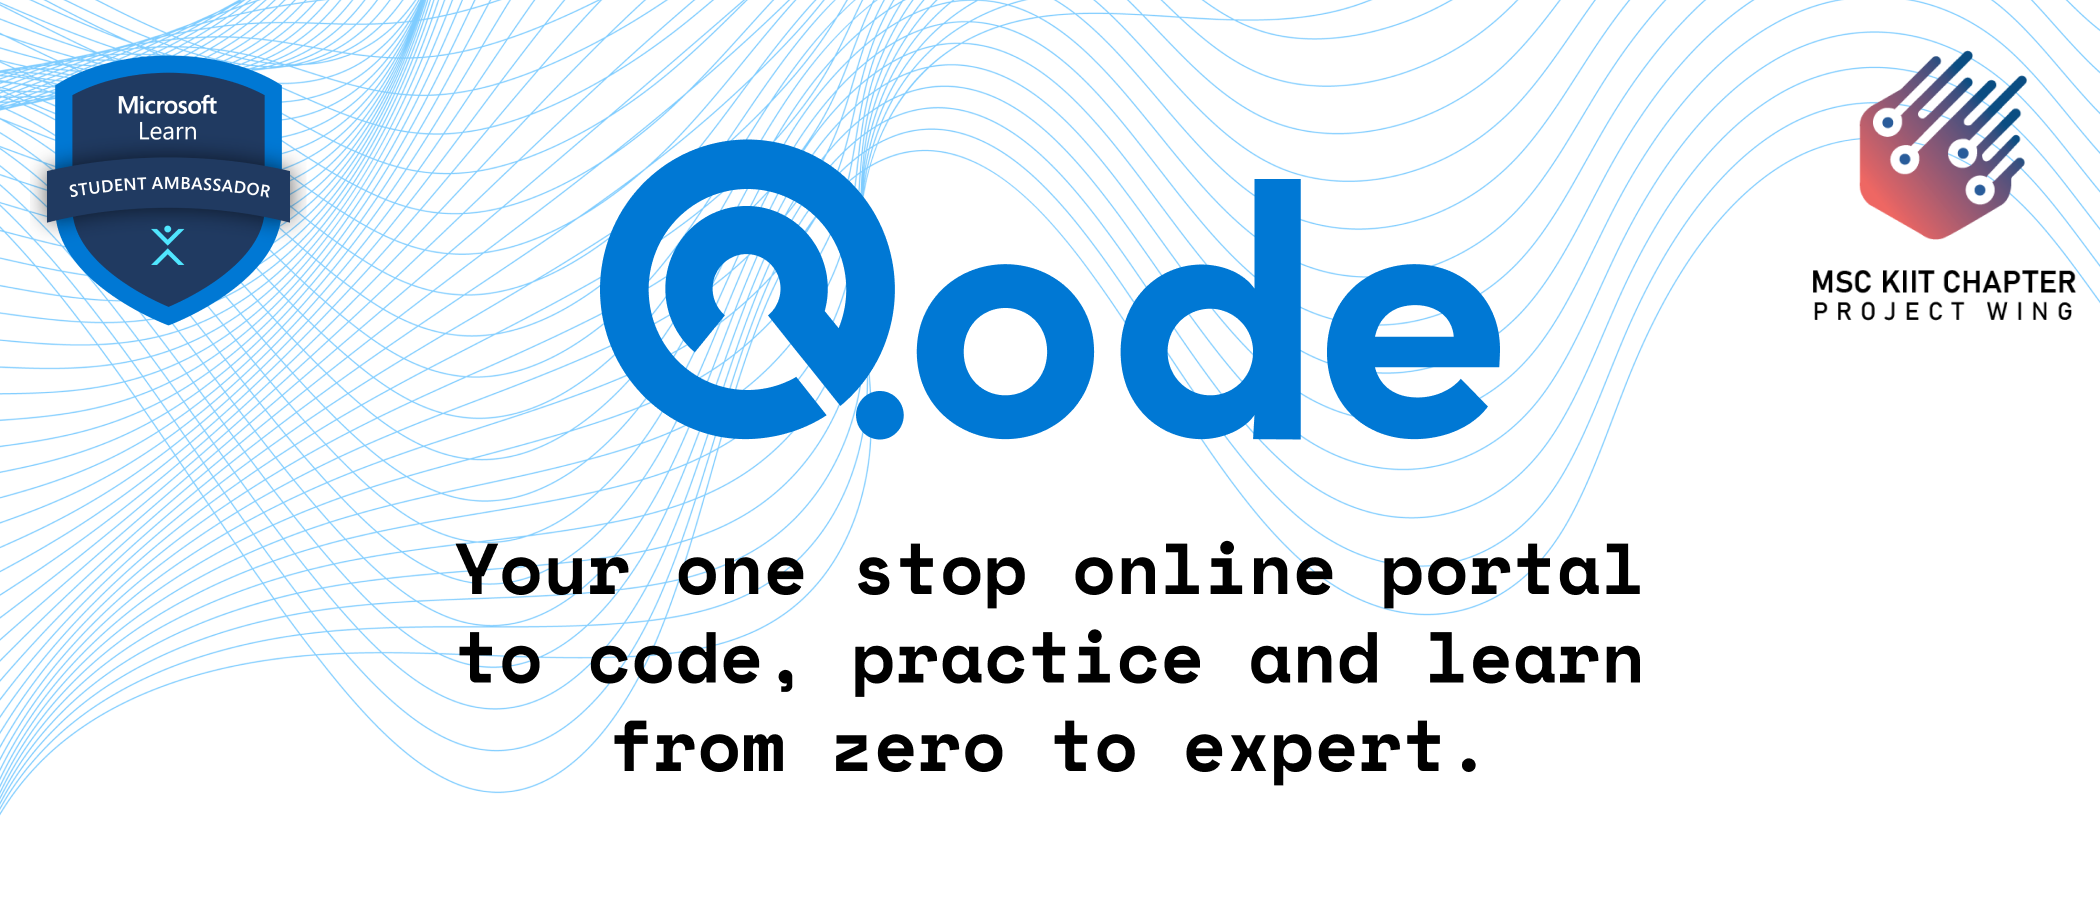 Microsoft
Learn
STUDENT AMBASSADOR
Q.ode
MSC KIIT CHAPTER
PROJECT WING
Your one stop online portal
to code, practice and learn
from zero to expert.